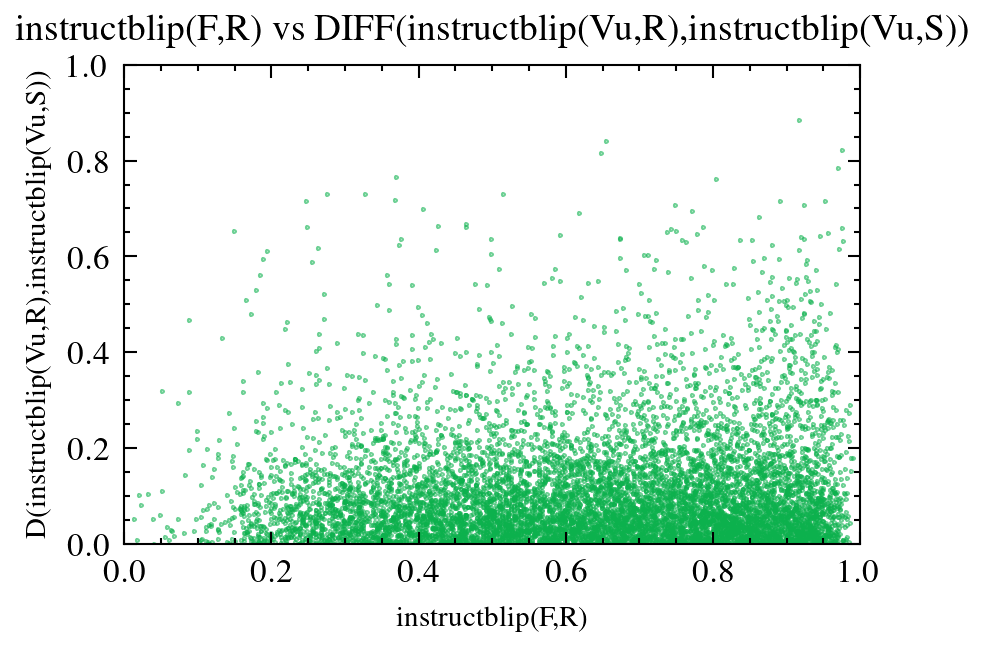 instructblip(F,R) vs DIFF(instructblip(Vu,R),instructblip(Vu,S))
D(instructblip(Vu,R),instructblip(Vu,S))
1.0
0.8
0.6
0.4
0.2
0.0
0.0 0.2 0.4 0.6 0.8 1.0
instructblip(F,R)